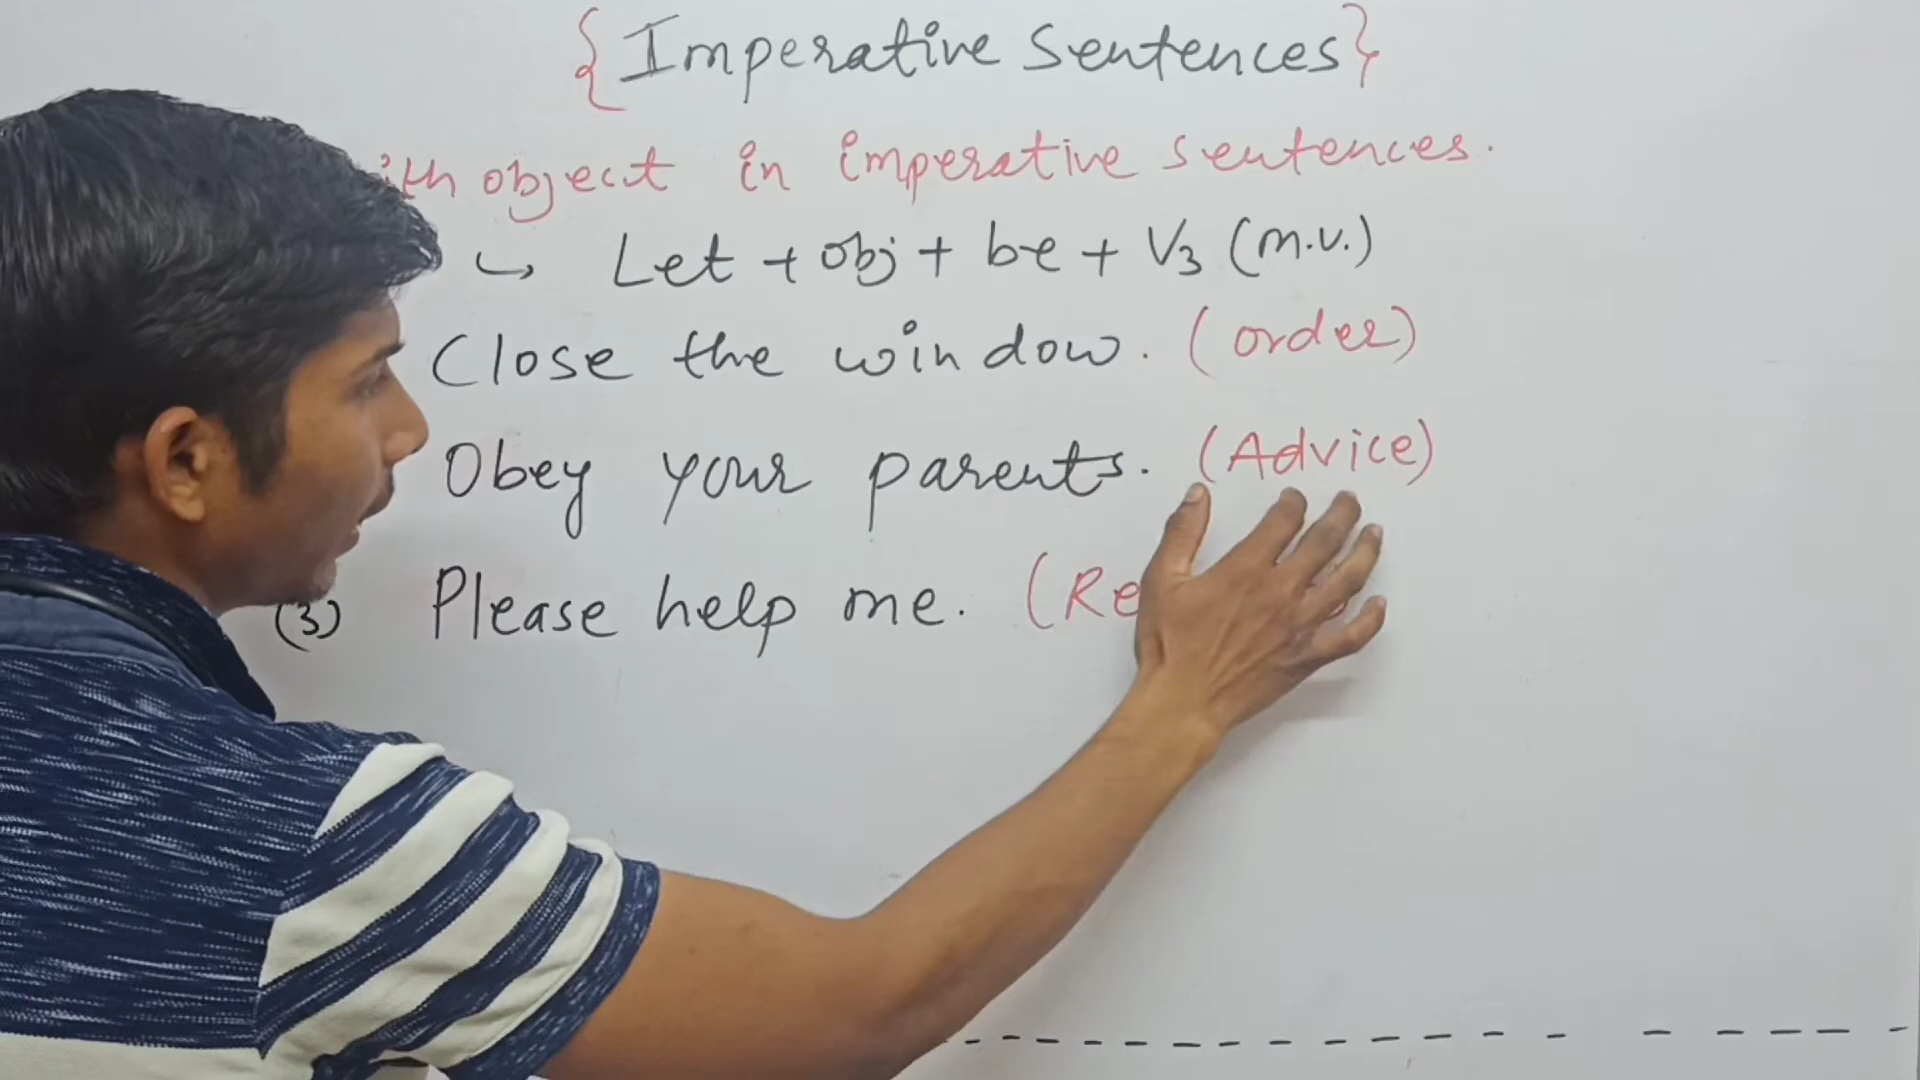 {Imperative Sentences}
ith object in imperative sentences.
↳ Let + obj + be + V3 (m.v.)
Close the window. (order)
Obey your parents. (Advice)
(3) Please help me. (Re